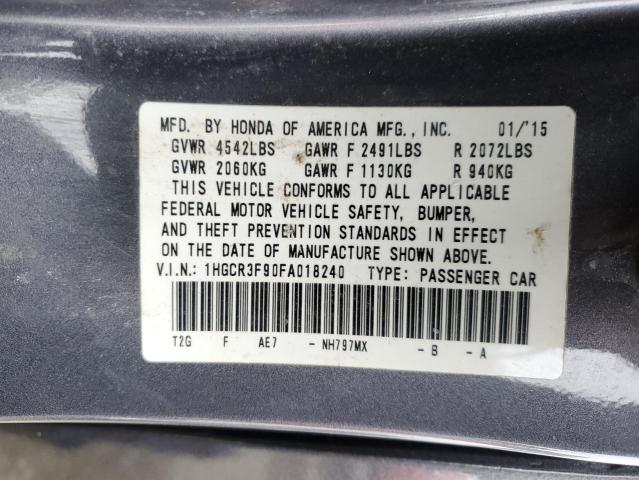 MFD. BY HONDA OF AMERICA MFG., INC. 01/'15
GVWR 4542LBS GAWR F 2491LBS R 2072LBS
GVWR 2060KG GAWR F 1130KG R 940KG
THIS VEHICLE CONFORMS TO ALL APPLICABLE
FEDERAL MOTOR VEHICLE SAFETY, BUMPER,
AND THEFT PREVENTION STANDARDS IN EFFECT
ON THE DATE OF MANUFACTURE SHOWN ABOVE.
V.I.N.: 1HGCR3F90FA018240 TYPE: PASSENGER CAR
T2G F AE7 - NH797MX - B - A